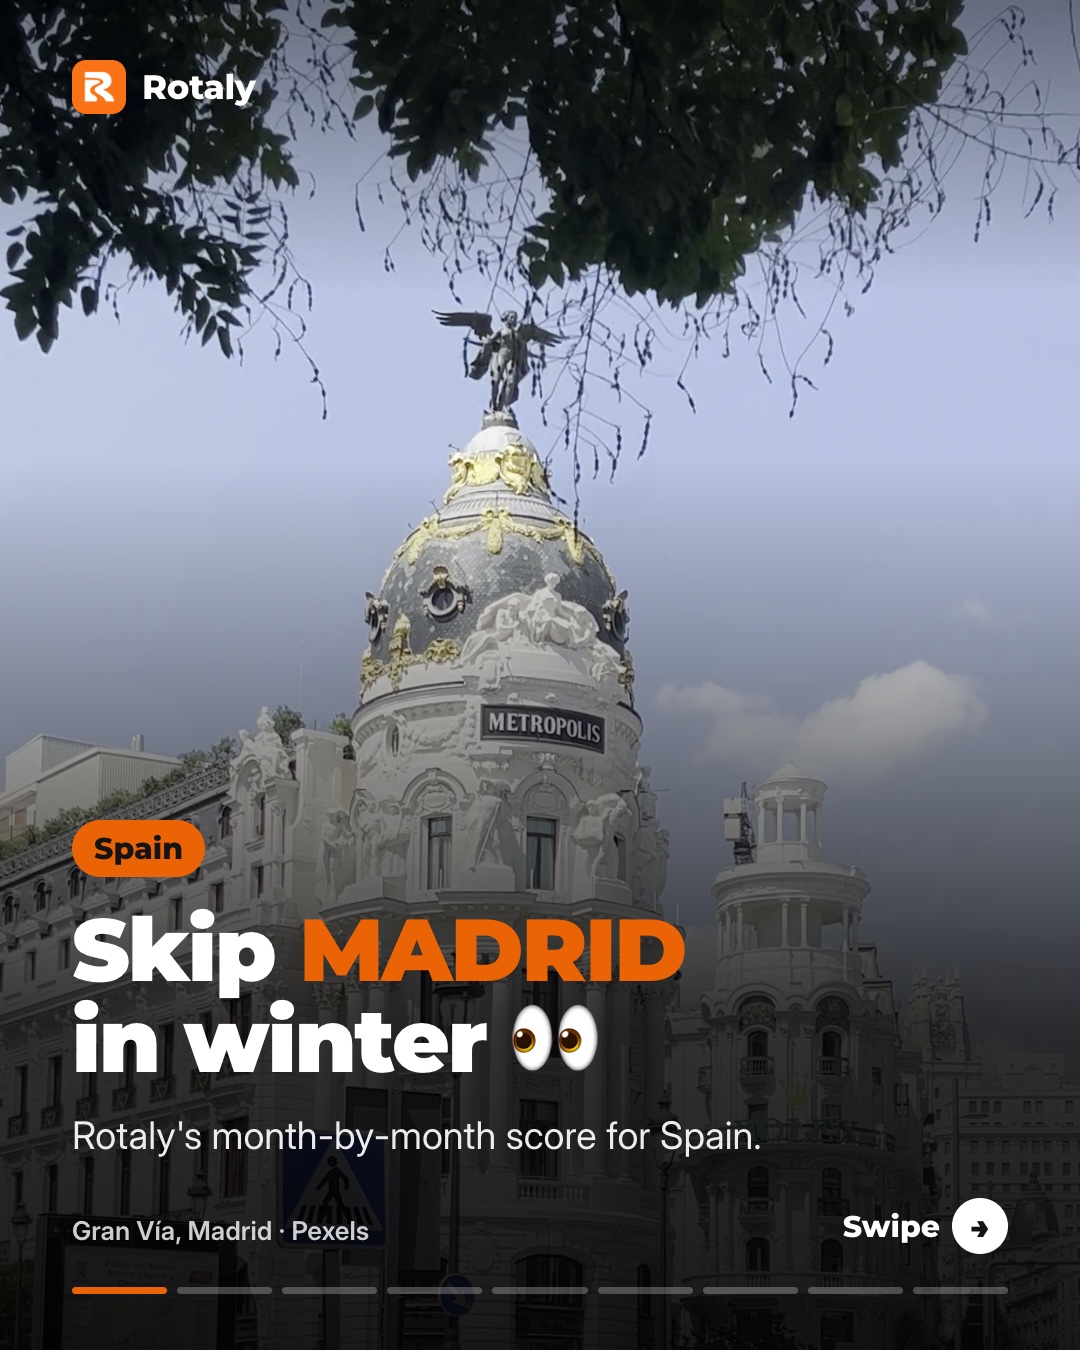 Rotaly
METROPOLIS
Spain
Skip MADRID
in winter 👀
Rotaly's month-by-month score for Spain.
Gran Vía, Madrid · Pexels
Swipe